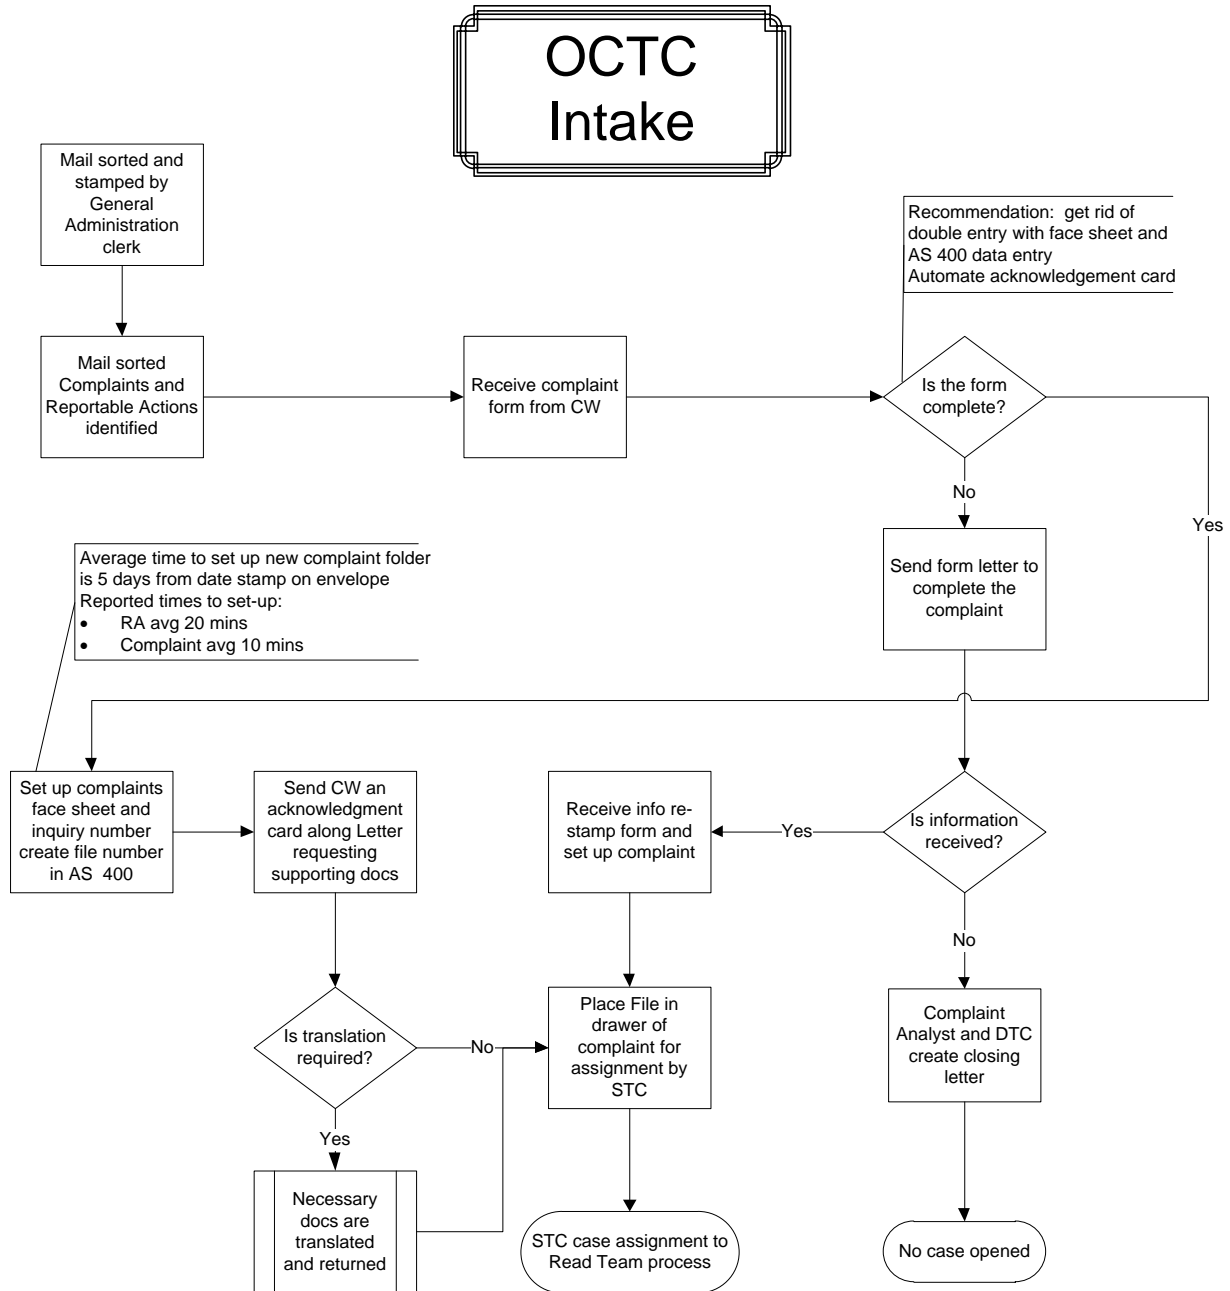 OCTC
Intake
Mail sorted and
stamped by
General
Administration
clerk
Recommendation:  get rid of
double entry with face sheet and
AS 400 data entry
Automate acknowledgement card
Mail sorted
Complaints and
Reportable Actions
identified
Receive complaint
form from CW
Is the form
complete?
No
Yes
Average time to set up new complaint folder
is 5 days from date stamp on envelope
Reported times to set-up:
• RA avg 20 mins
• Complaint avg 10 mins
Send form letter to
complete the
complaint
Set up complaints
face sheet and
inquiry number
create file number
in AS  400
Send CW an
acknowledgment
card along Letter
requesting
supporting docs
Receive info re-
stamp form and
set up complaint
Yes
Is information
received?
No
Is translation
required?
No
Place File in
drawer of
complaint for
assignment by
STC
Complaint
Analyst and DTC
create closing
letter
Yes
Necessary
docs are
translated
and returned
STC case assignment to
Read Team process
No case opened